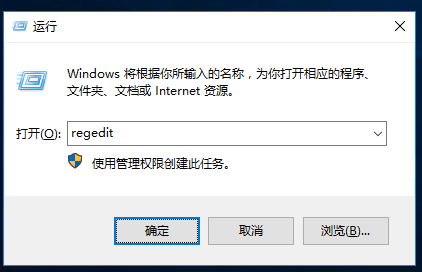 运行
Windows 将根据你所输入的名称，为你打开相应的程序、
文件夹、文档或 Internet 资源。
打开(O): regedit
使用管理权限创建此任务。
确定 取消 浏览(B)...